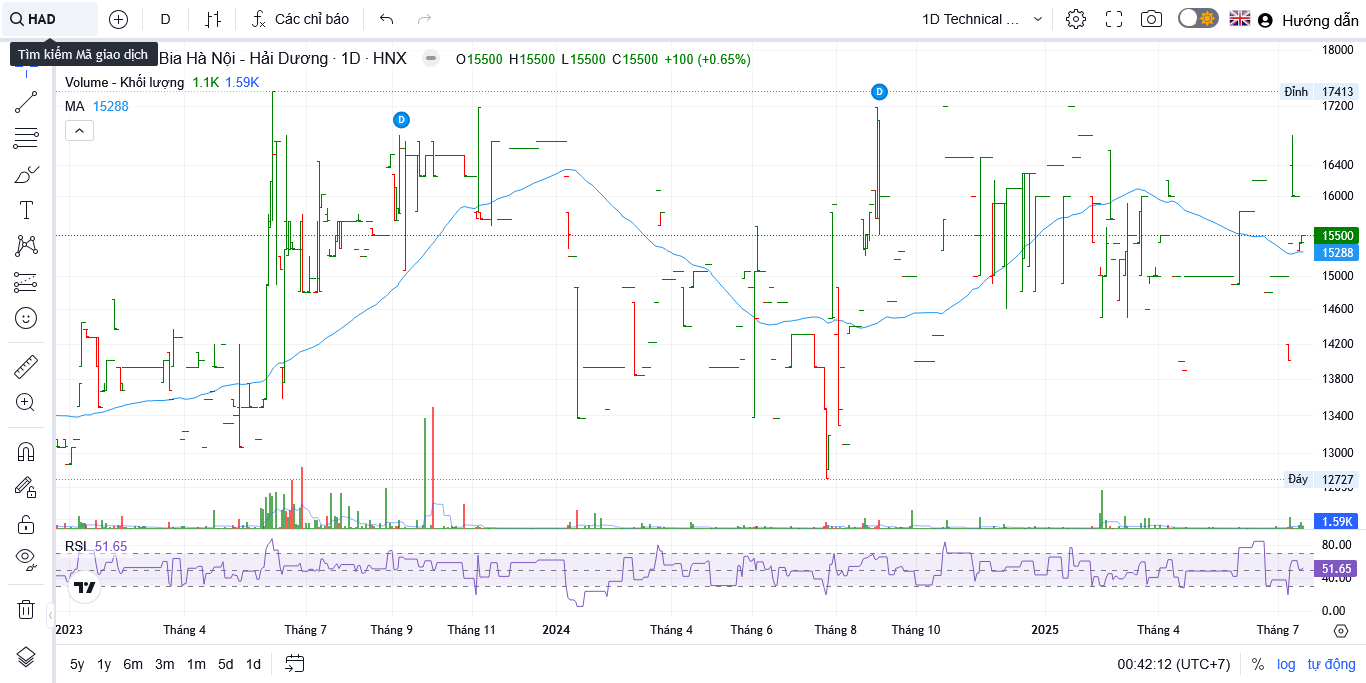 HAD
D
Các chỉ báo
1D Technical ...
Hướng dẫn
Tìm kiếm Mã giao dịch
Bia Hà Nội - Hải Dương · 1D · HNX
O15500 H15500 L15500 C15500 +100 (+0.65%)
Volume - Khối lượng 1.1K 1.59K
MA 15288
D
D
18000
Đỉnh 17413
17200
16400
16000
15500
15288
15000
14600
14200
13800
13400
13000
Đáy 12727
1.59K
RSI 51.65
80.00
51.65
40.00
0.00
2023 Tháng 4 Tháng 7 Tháng 9 Tháng 11 2024 Tháng 4 Tháng 6 Tháng 8 Tháng 10 2025 Tháng 4 Tháng 7
5y 1y 6m 3m 1m 5d 1d
00:42:12 (UTC+7) % log tự động